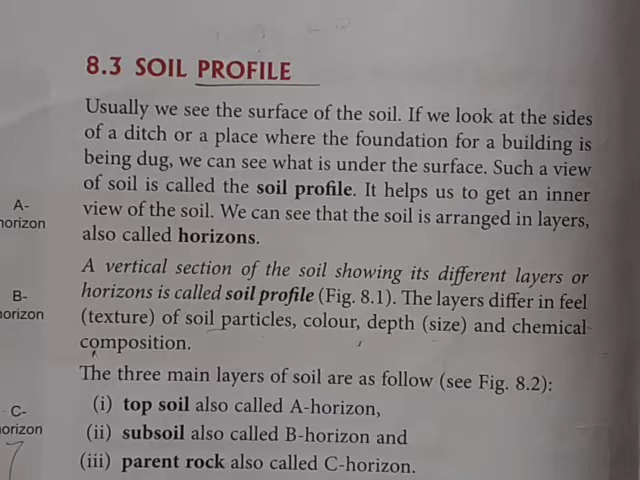 8.3 SOIL PROFILE
Usually we see the surface of the soil. If we look at the sides
of a ditch or a place where the foundation for a building is
being dug, we can see what is under the surface. Such a view
of soil is called the soil profile. It helps us to get an inner
view of the soil. We can see that the soil is arranged in layers,
also called horizons.
A vertical section of the soil showing its different layers or
horizons is called soil profile (Fig. 8.1). The layers differ in feel
(texture) of soil particles, colour, depth (size) and chemical
composition.
The three main layers of soil are as follow (see Fig. 8.2):
(i) top soil also called A-horizon,
(ii) subsoil also called B-horizon and
(iii) parent rock also called C-horizon.
A-
horizon
B-
horizon
C-
horizon